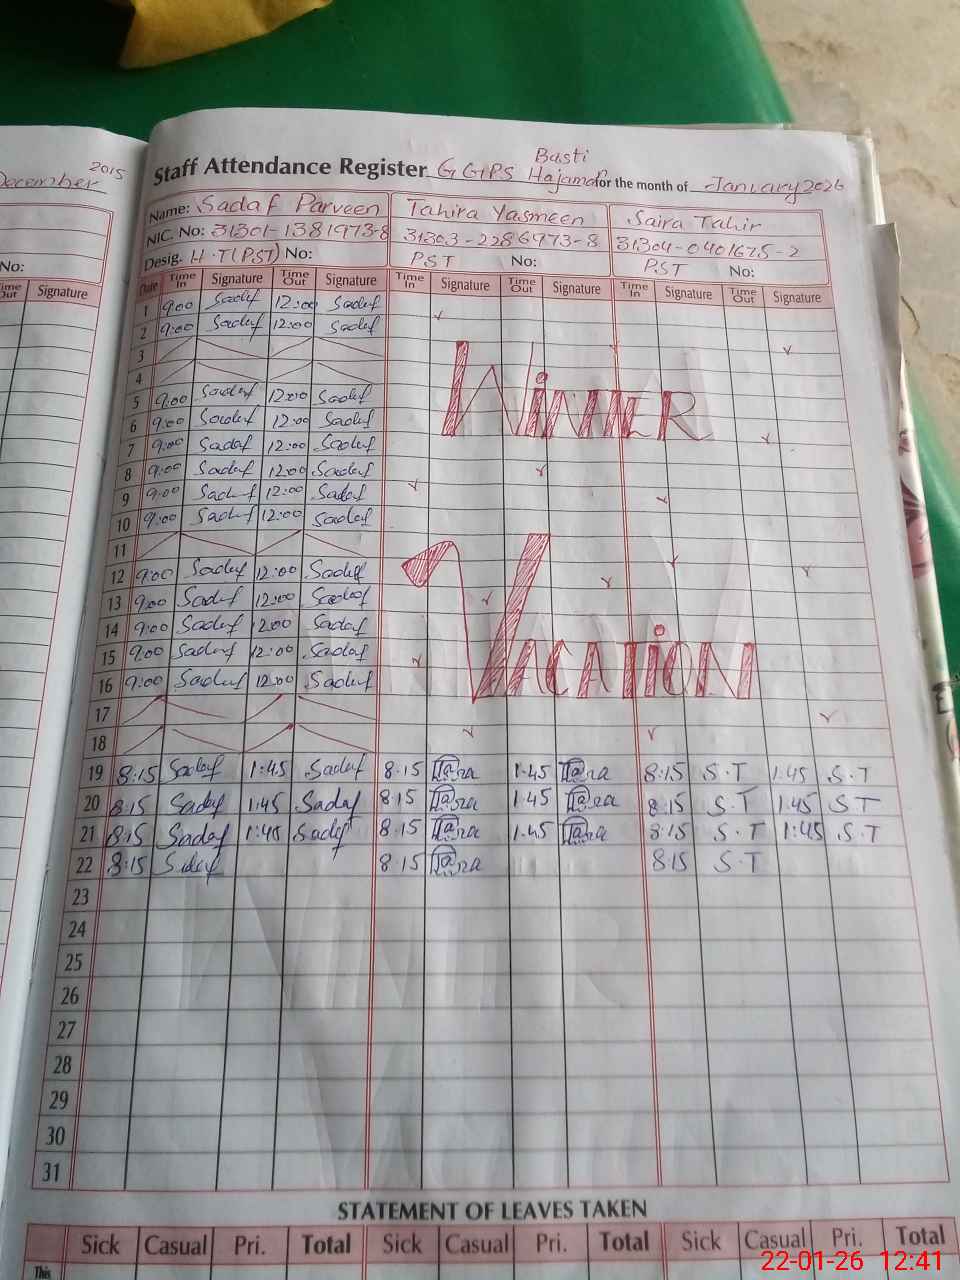 December 2015
No:
Time Out Signature
Staff Attendance Register G GPS Basti for the month of January 2026
Name: Sadaf Parveen Tahira Yasmeen Saira Tahir
NIC. No: 31301-1381973-8 31303-2286973-8 31304-0401675-2
Desig. H.T(PST) No: PST No: PST No:
Date Time In Signature Time Out Signature Time In Signature Time Out Signature Time In Signature Time Out Signature
1 9:00 Sadaf 12:00 Sadaf
2 9:00 Sadaf 12:00 Sadaf
3
4
5 9:00 Sadaf 12:00 Sadaf
WINTER
6 9:00 Sadaf 12:00 Sadaf
7 9:00 Sadaf 12:00 Sadaf
8 9:00 Sadaf 12:00 Sadaf
9 9:00 Sadaf 12:00 Sadaf
10 9:00 Sadaf 12:00 Sadaf
11
12 9:00 Sadaf 12:00 Sadaf
13 9:00 Sadaf 12:00 Sadaf
14 9:00 Sadaf 12:00 Sadaf
15 9:00 Sadaf 12:00 Sadaf
VACATION
16 9:00 Sadaf 12:00 Sadaf
17
18
19 8:15 Sadaf 1:45 Sadaf 8:15 1:45 8:15 S.T 1:45 S.T
20 8:15 Sadaf 1:45 Sadaf 8:15 1:45 8:15 S.T 1:45 S T
21 8:15 Sadaf 1:45 Sadaf 8:15 1:45 8:15 S.T 1:45 S.T
22 8:15 Sadaf 8:15 8:15 S.T
23
24
25
26
27
28
29
30
31
STATEMENT OF LEAVES TAKEN
Sick Casual Pri. Total Sick Casual Pri. Total Sick Casual Pri. Total
This
22-01-26 12:41